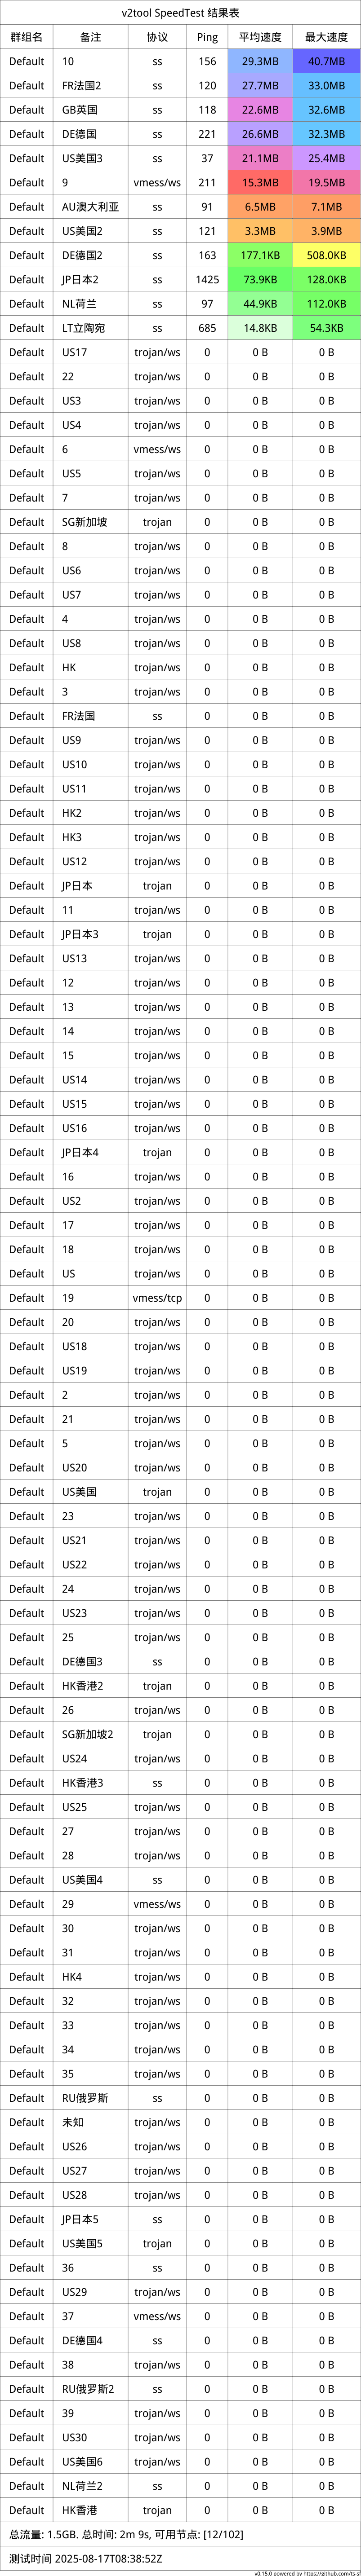 v2tool SpeedTest 结果表
群组名 备注 协议 Ping 平均速度 最大速度
Default 10 ss 156 29.3MB 40.7MB
Default FR法国2 ss 120 27.7MB 33.0MB
Default GB英国 ss 118 22.6MB 32.6MB
Default DE德国 ss 221 26.6MB 32.3MB
Default US美国3 ss 37 21.1MB 25.4MB
Default 9 vmess/ws 211 15.3MB 19.5MB
Default AU澳大利亚 ss 91 6.5MB 7.1MB
Default US美国2 ss 121 3.3MB 3.9MB
Default DE德国2 ss 163 177.1KB 508.0KB
Default JP日本2 ss 1425 73.9KB 128.0KB
Default NL荷兰 ss 97 44.9KB 112.0KB
Default LT立陶宛 ss 685 14.8KB 54.3KB
Default US17 trojan/ws 0 0 B 0 B
Default 22 trojan/ws 0 0 B 0 B
Default US3 trojan/ws 0 0 B 0 B
Default US4 trojan/ws 0 0 B 0 B
Default 6 vmess/ws 0 0 B 0 B
Default US5 trojan/ws 0 0 B 0 B
Default 7 trojan/ws 0 0 B 0 B
Default SG新加坡 trojan 0 0 B 0 B
Default 8 trojan/ws 0 0 B 0 B
Default US6 trojan/ws 0 0 B 0 B
Default US7 trojan/ws 0 0 B 0 B
Default 4 trojan/ws 0 0 B 0 B
Default US8 trojan/ws 0 0 B 0 B
Default HK trojan/ws 0 0 B 0 B
Default 3 trojan/ws 0 0 B 0 B
Default FR法国 ss 0 0 B 0 B
Default US9 trojan/ws 0 0 B 0 B
Default US10 trojan/ws 0 0 B 0 B
Default US11 trojan/ws 0 0 B 0 B
Default HK2 trojan/ws 0 0 B 0 B
Default HK3 trojan/ws 0 0 B 0 B
Default US12 trojan/ws 0 0 B 0 B
Default JP日本 trojan 0 0 B 0 B
Default 11 trojan/ws 0 0 B 0 B
Default JP日本3 trojan 0 0 B 0 B
Default US13 trojan/ws 0 0 B 0 B
Default 12 trojan/ws 0 0 B 0 B
Default 13 trojan/ws 0 0 B 0 B
Default 14 trojan/ws 0 0 B 0 B
Default 15 trojan/ws 0 0 B 0 B
Default US14 trojan/ws 0 0 B 0 B
Default US15 trojan/ws 0 0 B 0 B
Default US16 trojan/ws 0 0 B 0 B
Default JP日本4 trojan 0 0 B 0 B
Default 16 trojan/ws 0 0 B 0 B
Default US2 trojan/ws 0 0 B 0 B
Default 17 trojan/ws 0 0 B 0 B
Default 18 trojan/ws 0 0 B 0 B
Default US trojan/ws 0 0 B 0 B
Default 19 vmess/tcp 0 0 B 0 B
Default 20 trojan/ws 0 0 B 0 B
Default US18 trojan/ws 0 0 B 0 B
Default US19 trojan/ws 0 0 B 0 B
Default 2 trojan/ws 0 0 B 0 B
Default 21 trojan/ws 0 0 B 0 B
Default 5 trojan/ws 0 0 B 0 B
Default US20 trojan/ws 0 0 B 0 B
Default US美国 trojan 0 0 B 0 B
Default 23 trojan/ws 0 0 B 0 B
Default US21 trojan/ws 0 0 B 0 B
Default US22 trojan/ws 0 0 B 0 B
Default 24 trojan/ws 0 0 B 0 B
Default US23 trojan/ws 0 0 B 0 B
Default 25 trojan/ws 0 0 B 0 B
Default DE德国3 ss 0 0 B 0 B
Default HK香港2 trojan 0 0 B 0 B
Default 26 trojan/ws 0 0 B 0 B
Default SG新加坡2 trojan 0 0 B 0 B
Default US24 trojan/ws 0 0 B 0 B
Default HK香港3 ss 0 0 B 0 B
Default US25 trojan/ws 0 0 B 0 B
Default 27 trojan/ws 0 0 B 0 B
Default 28 trojan/ws 0 0 B 0 B
Default US美国4 ss 0 0 B 0 B
Default 29 vmess/ws 0 0 B 0 B
Default 30 trojan/ws 0 0 B 0 B
Default 31 trojan/ws 0 0 B 0 B
Default HK4 trojan/ws 0 0 B 0 B
Default 32 trojan/ws 0 0 B 0 B
Default 33 trojan/ws 0 0 B 0 B
Default 34 trojan/ws 0 0 B 0 B
Default 35 trojan/ws 0 0 B 0 B
Default RU俄罗斯 ss 0 0 B 0 B
Default 未知 trojan/ws 0 0 B 0 B
Default US26 trojan/ws 0 0 B 0 B
Default US27 trojan/ws 0 0 B 0 B
Default US28 trojan/ws 0 0 B 0 B
Default JP日本5 ss 0 0 B 0 B
Default US美国5 trojan 0 0 B 0 B
Default 36 ss 0 0 B 0 B
Default US29 trojan/ws 0 0 B 0 B
Default 37 vmess/ws 0 0 B 0 B
Default DE德国4 ss 0 0 B 0 B
Default 38 trojan/ws 0 0 B 0 B
Default RU俄罗斯2 ss 0 0 B 0 B
Default 39 trojan/ws 0 0 B 0 B
Default US30 trojan/ws 0 0 B 0 B
Default US美国6 trojan/ws 0 0 B 0 B
Default NL荷兰2 ss 0 0 B 0 B
Default HK香港 trojan 0 0 B 0 B
总流量: 1.5GB. 总时间: 2m 9s, 可用节点: [12/102]
测试时间 2025-08-17T08:38:52Z
v0.15.0 powered by https://github.com/ts-sf